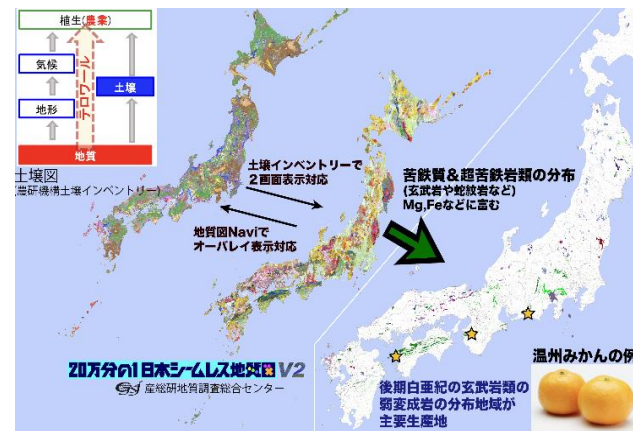 植生(農業)
気候
土壌
テロワール
地形
地質
土壌図
(農研機構土壌インベントリー)
土壌インベントリーで
2画面表示対応
地質図Naviで
オーバレイ表示対応
苦鉄質&超苦鉄岩類の分布
(玄武岩や蛇紋岩など)
Mg,Feなどに富む
20万分の1日本シームレス地質図V2
GSJ 産総研地質調査総合センター
温州みかんの例
後期白亜紀の玄武岩類の
弱変成岩の分布地域が
主要生産地